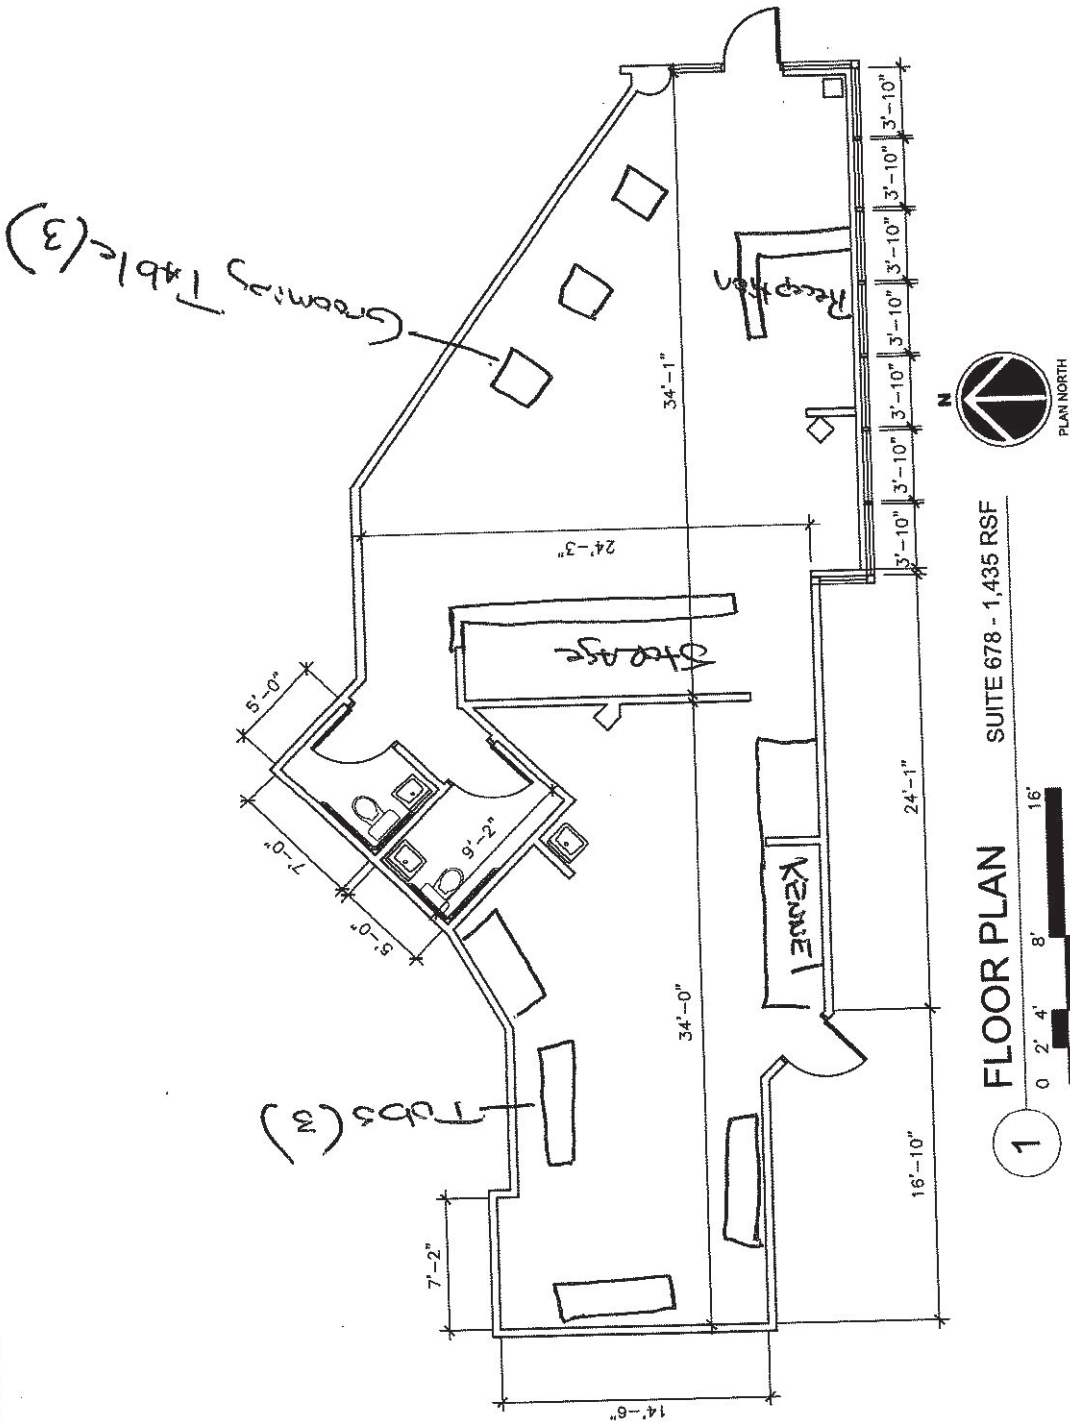 Grooming Table (3)
Reception
Storage
KENNEL
Tubs (3)
3'-10"
3'-10"
3'-10"
3'-10"
3'-10"
3'-10"
3'-10"
34'-1"
24'-3"
5'-0"
7'-0"
5'-0"
9'-2"
34'-0"
24'-1"
16'-10"
7'-2"
14'-6"
N
PLAN NORTH
1
FLOOR PLAN
SUITE 678 - 1,435 RSF
0 2' 4' 8' 16'